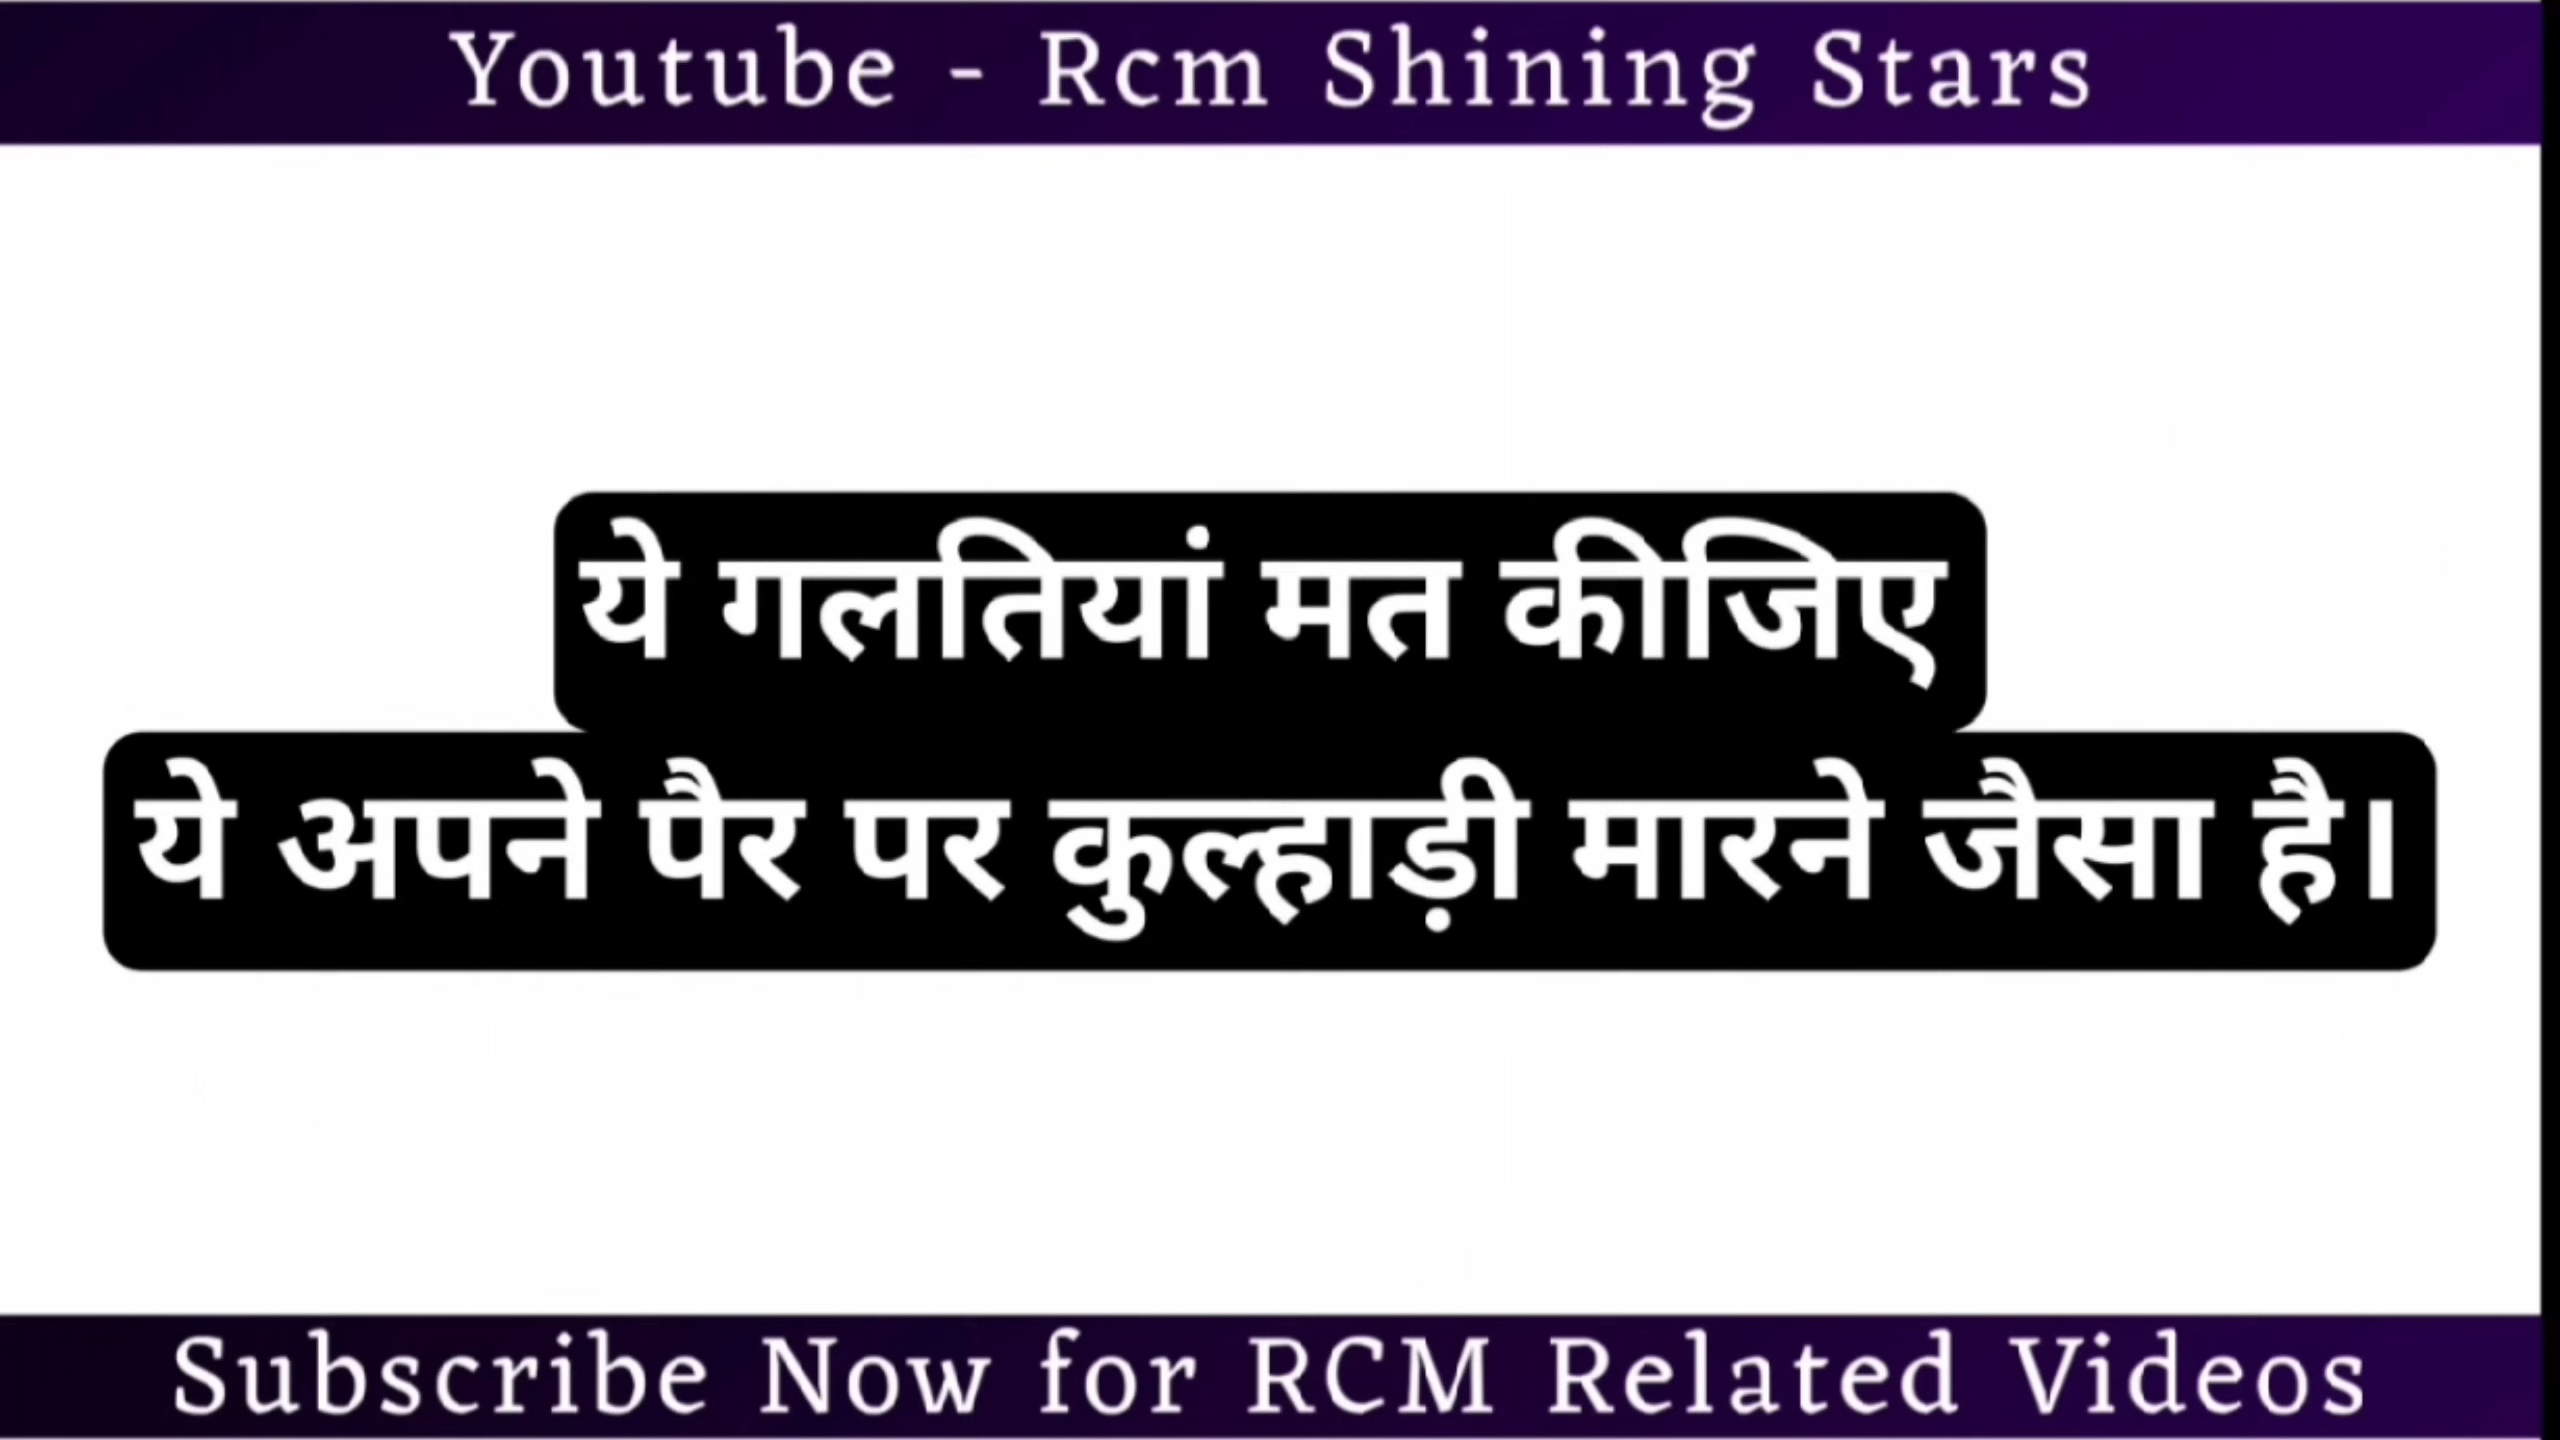 Youtube - Rcm Shining Stars
ये गलतियां मत कीजिए
ये अपने पैर पर कुल्हाड़ी मारने जैसा है।
Subscribe Now for RCM Related Videos